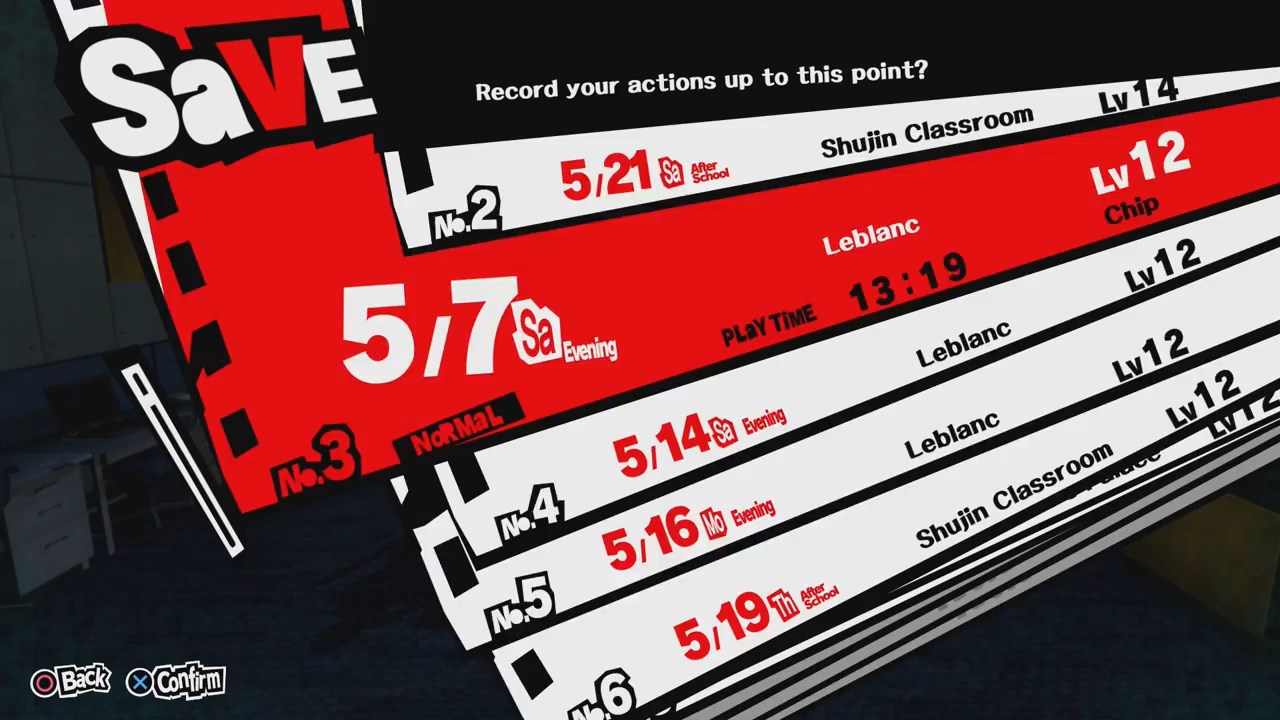 SaVE
Record your actions up to this point?
No.2 5/21 Sa After School Shujin Classroom Lv14
No.3 5/7 Sa Evening Leblanc Lv12
PLaY TiME 13:19 Chip
NoRMaL
No.4 5/14 Sa Evening Leblanc Lv12
No.5 5/16 Mo Evening Leblanc Lv12
No.6 5/19 Th After School Shujin Classroom Lv12
Lv12
Back Confirm